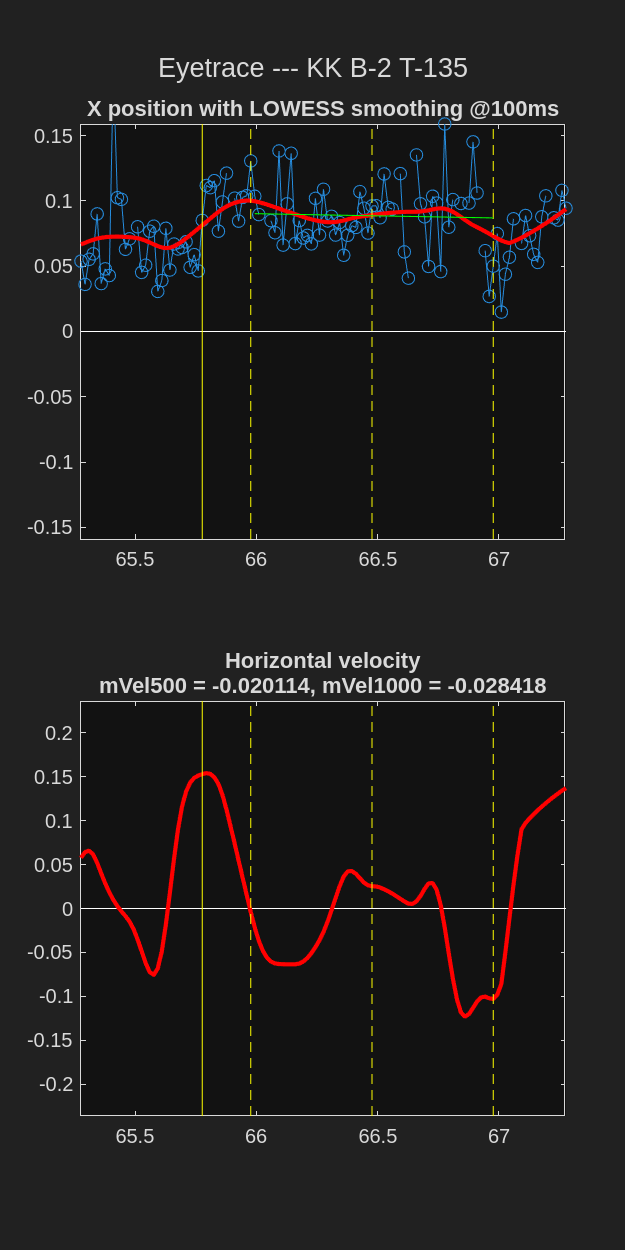 Eyetrace --- KK B-2 T-135
X position with LOWESS smoothing @100ms
0.15
0.1
0.05
0
-0.05
-0.1
-0.15
65.5 66 66.5 67
Horizontal velocity
mVel500 = -0.020114, mVel1000 = -0.028418
0.2
0.15
0.1
0.05
0
-0.05
-0.1
-0.15
-0.2
65.5 66 66.5 67